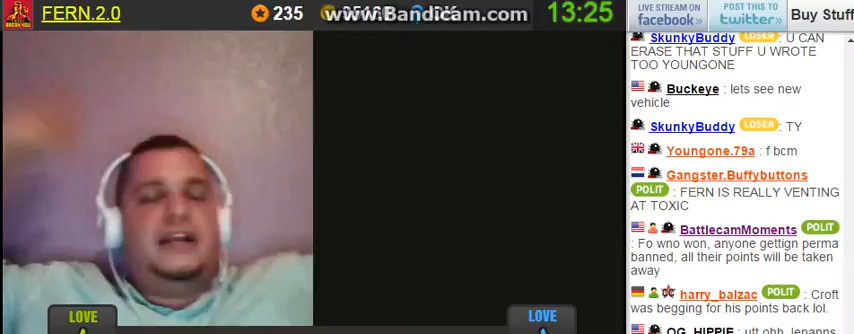 FERN.2.0
235
www.Bandicam.com
13:25
LIVE STREAM ON
facebook
POST THIS TO
twitter
Buy Stuff
SkunkyBuddy LOSER : U CAN
ERASE THAT STUFF U WROTE
TOO YOUNGONE
Buckeye : lets see new
vehicle
SkunkyBuddy LOSER : TY
Youngone.79a : f bcm
Gangster.Buffybuttons
POLIT : FERN IS REALLY VENTING
AT TOXIC
BattlecamMoments POLIT
: Fo wno won, anyone gettign perma
banned, all their points will be taken
away
harry_balzac POLIT : Croft
was begging for his points back lol.
OG_HIPPIE
LOVE
LOVE